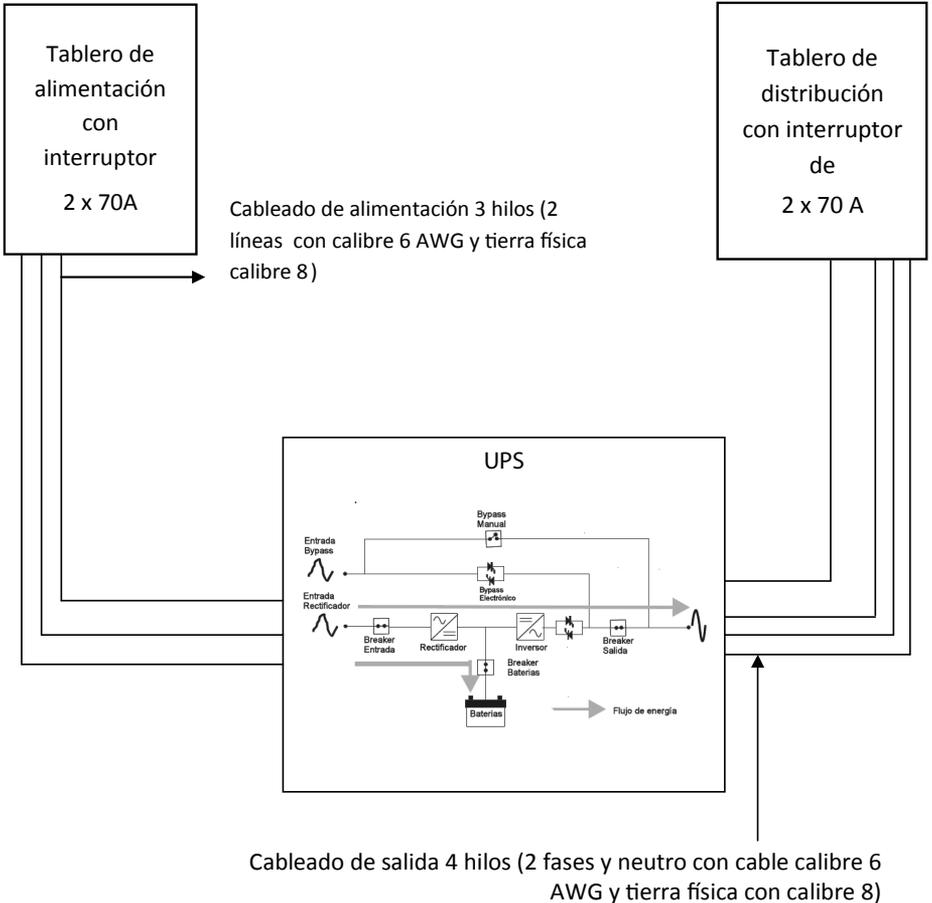 Tablero de
alimentación
con
interruptor
2 x 70A
Tablero de
distribución
con interruptor
de
2 x 70 A
Cableado de alimentación 3 hilos (2
líneas con calibre 6 AWG y tierra física
calibre 8)
UPS
Bypass
Manual
Entrada
Bypass
Bypass
Electrónico
Entrada
Rectificador
Breaker
Entrada
Rectificador
Inversor
Breaker
Salida
Breaker
Baterias
Baterias
Flujo de energía
Cableado de salida 4 hilos (2 fases y neutro con cable calibre 6
AWG y tierra física con calibre 8)